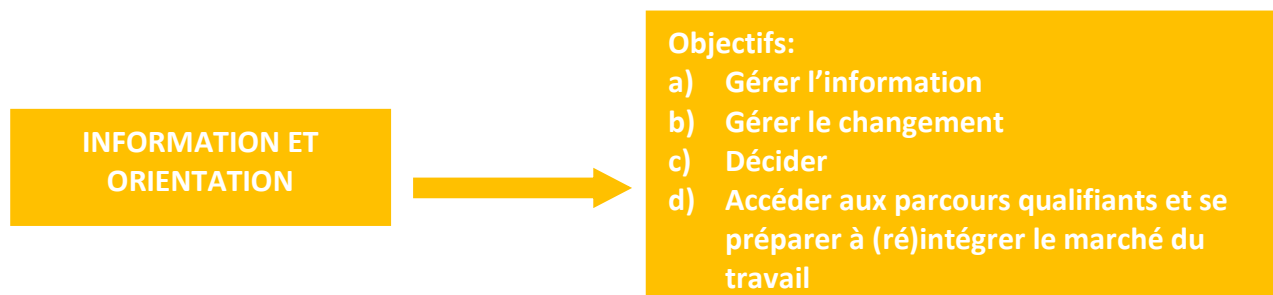 INFORMATION ET
ORIENTATION
Objectifs:
a) Gérer l’information
b) Gérer le changement
c) Décider
d) Accéder aux parcours qualifiants et se
préparer à (ré)intégrer le marché du
travail